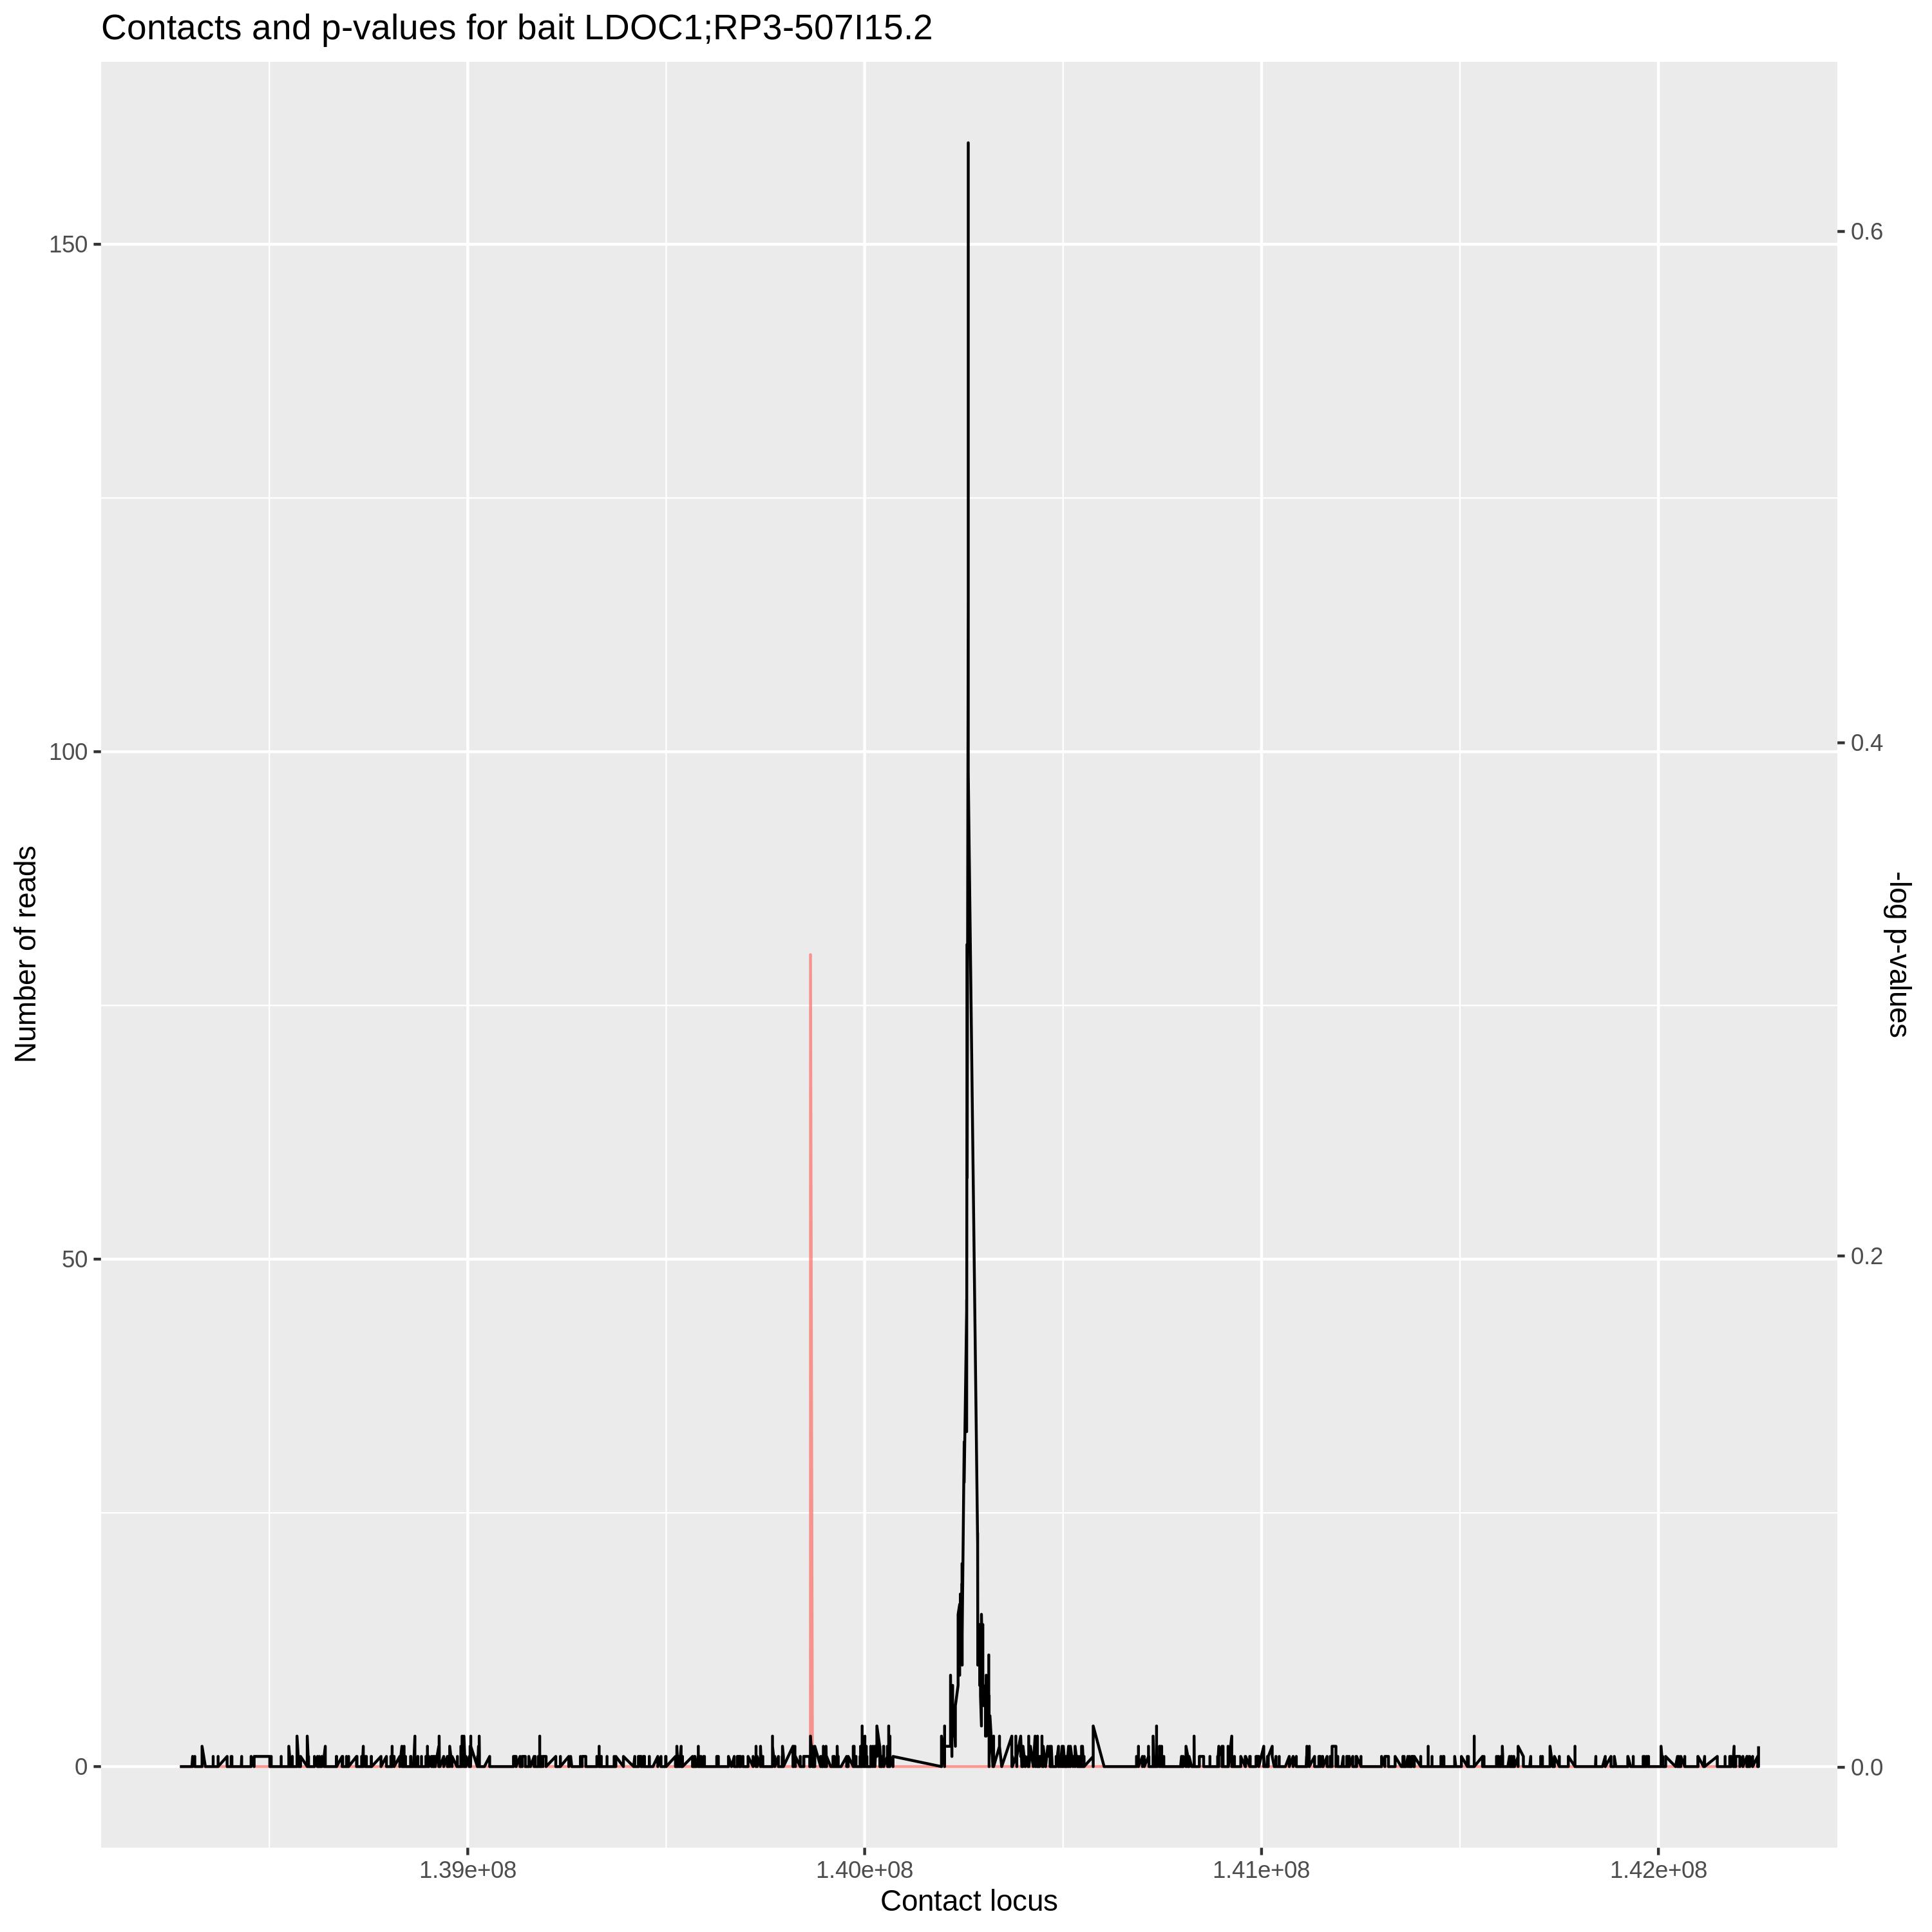 Contacts and p-values for bait LDOC1;RP3-507I15.2
150
100
50
0
Number of reads
0.6
0.4
0.2
0.0
-log p-values
1.39e+08
1.40e+08
1.41e+08
1.42e+08
Contact locus